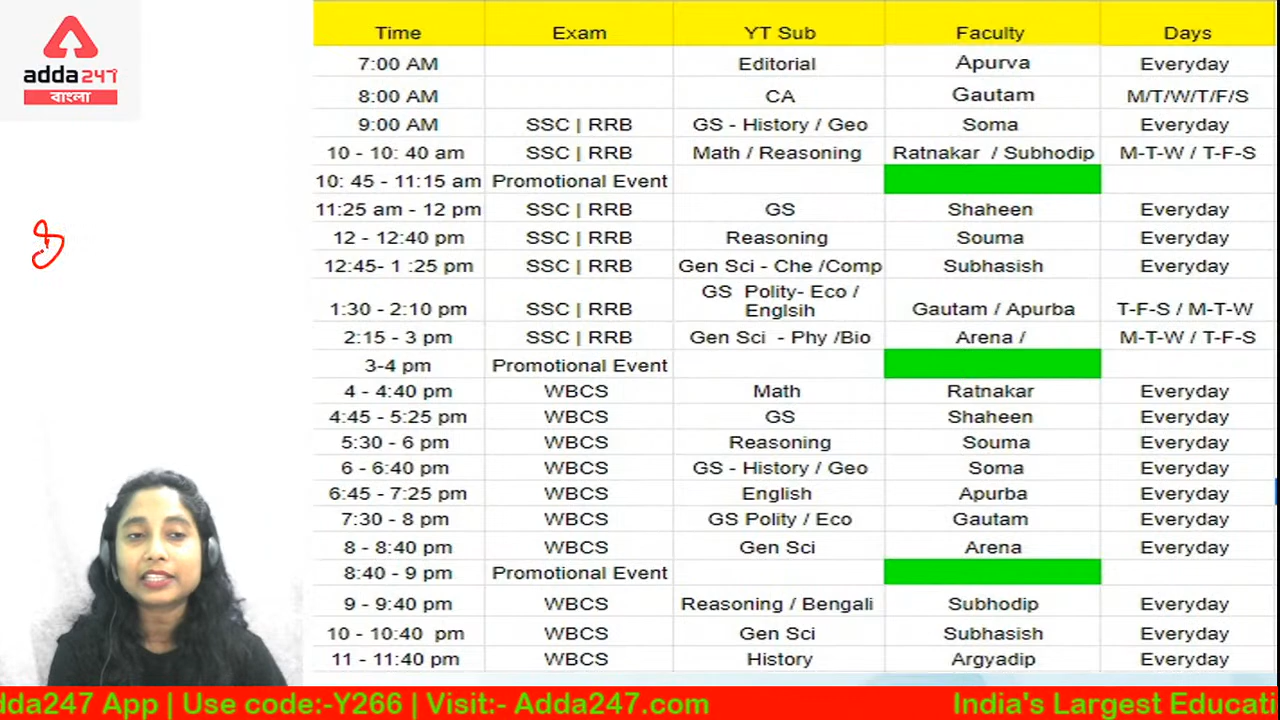 adda247
বাংলা
Time Exam YT Sub Faculty Days
7:00 AM Editorial Apurva Everyday
8:00 AM CA Gautam M/T/W/T/F/S
9:00 AM SSC | RRB GS - History / Geo Soma Everyday
10 - 10: 40 am SSC | RRB Math / Reasoning Ratnakar / Subhodip M-T-W / T-F-S
10: 45 - 11:15 am Promotional Event
11:25 am - 12 pm SSC | RRB GS Shaheen Everyday
12 - 12:40 pm SSC | RRB Reasoning Souma Everyday
12:45- 1 :25 pm SSC | RRB Gen Sci - Che /Comp Subhasish Everyday
1:30 - 2:10 pm SSC | RRB GS Polity- Eco / Englsih Gautam / Apurba T-F-S / M-T-W
2:15 - 3 pm SSC | RRB Gen Sci - Phy /Bio Arena / M-T-W / T-F-S
3-4 pm Promotional Event
4 - 4:40 pm WBCS Math Ratnakar Everyday
4:45 - 5:25 pm WBCS GS Shaheen Everyday
5:30 - 6 pm WBCS Reasoning Souma Everyday
6 - 6:40 pm WBCS GS - History / Geo Soma Everyday
6:45 - 7:25 pm WBCS English Apurba Everyday
7:30 - 8 pm WBCS GS Polity / Eco Gautam Everyday
8 - 8:40 pm WBCS Gen Sci Arena Everyday
8:40 - 9 pm Promotional Event
9 - 9:40 pm WBCS Reasoning / Bengali Subhodip Everyday
10 - 10:40 pm WBCS Gen Sci Subhasish Everyday
11 - 11:40 pm WBCS History Argyadip Everyday
dda247 App | Use code:-Y266 | Visit:- Adda247.com India's Largest Educati